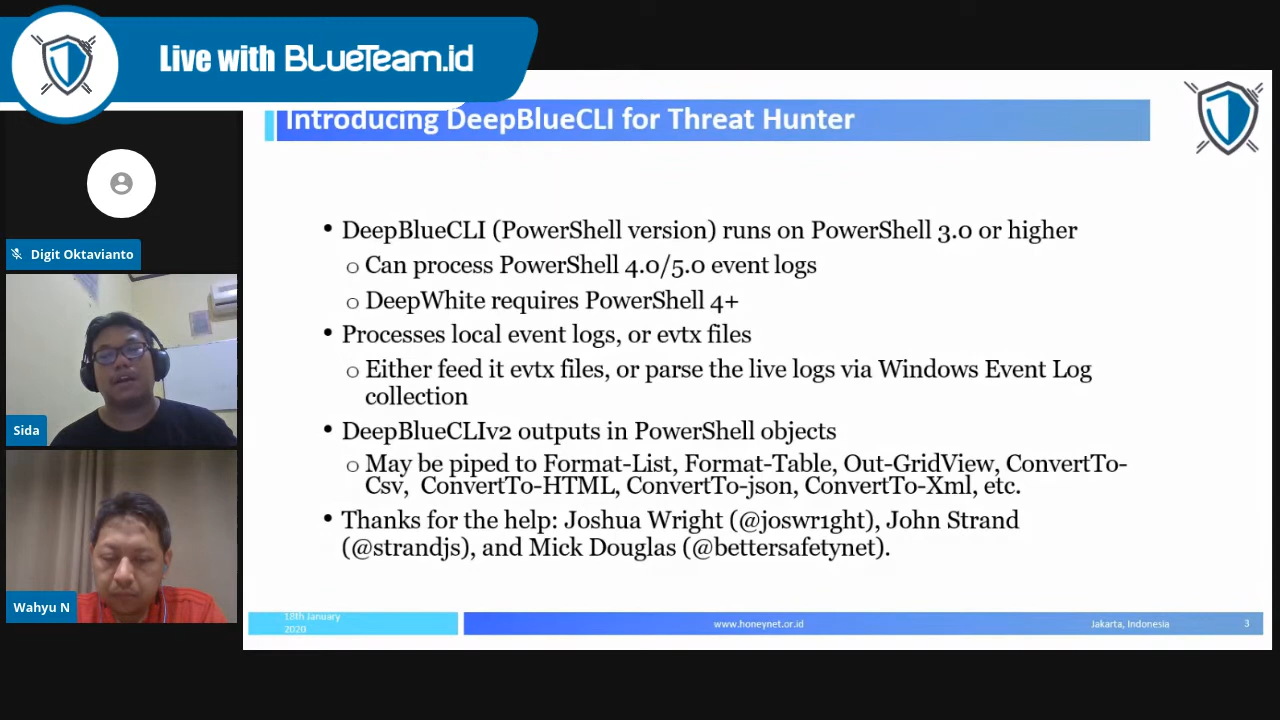 Live with BLUeTeam.id
Introducing DeepBlueCLI for Threat Hunter
Digit Oktavianto
Sida
Wahyu N
• DeepBlueCLI (PowerShell version) runs on PowerShell 3.0 or higher
o Can process PowerShell 4.0/5.0 event logs
o DeepWhite requires PowerShell 4+
• Processes local event logs, or evtx files
o Either feed it evtx files, or parse the live logs via Windows Event Log
collection
• DeepBlueCLIv2 outputs in PowerShell objects
o May be piped to Format-List, Format-Table, Out-GridView, ConvertTo-
Csv, ConvertTo-HTML, ConvertTo-json, ConvertTo-Xml, etc.
• Thanks for the help: Joshua Wright (@joswr1ght), John Strand
(@strandjs), and Mick Douglas (@bettersafetynet).
18th January
2020
www.honeynet.or.id
Jakarta, Indonesia
3